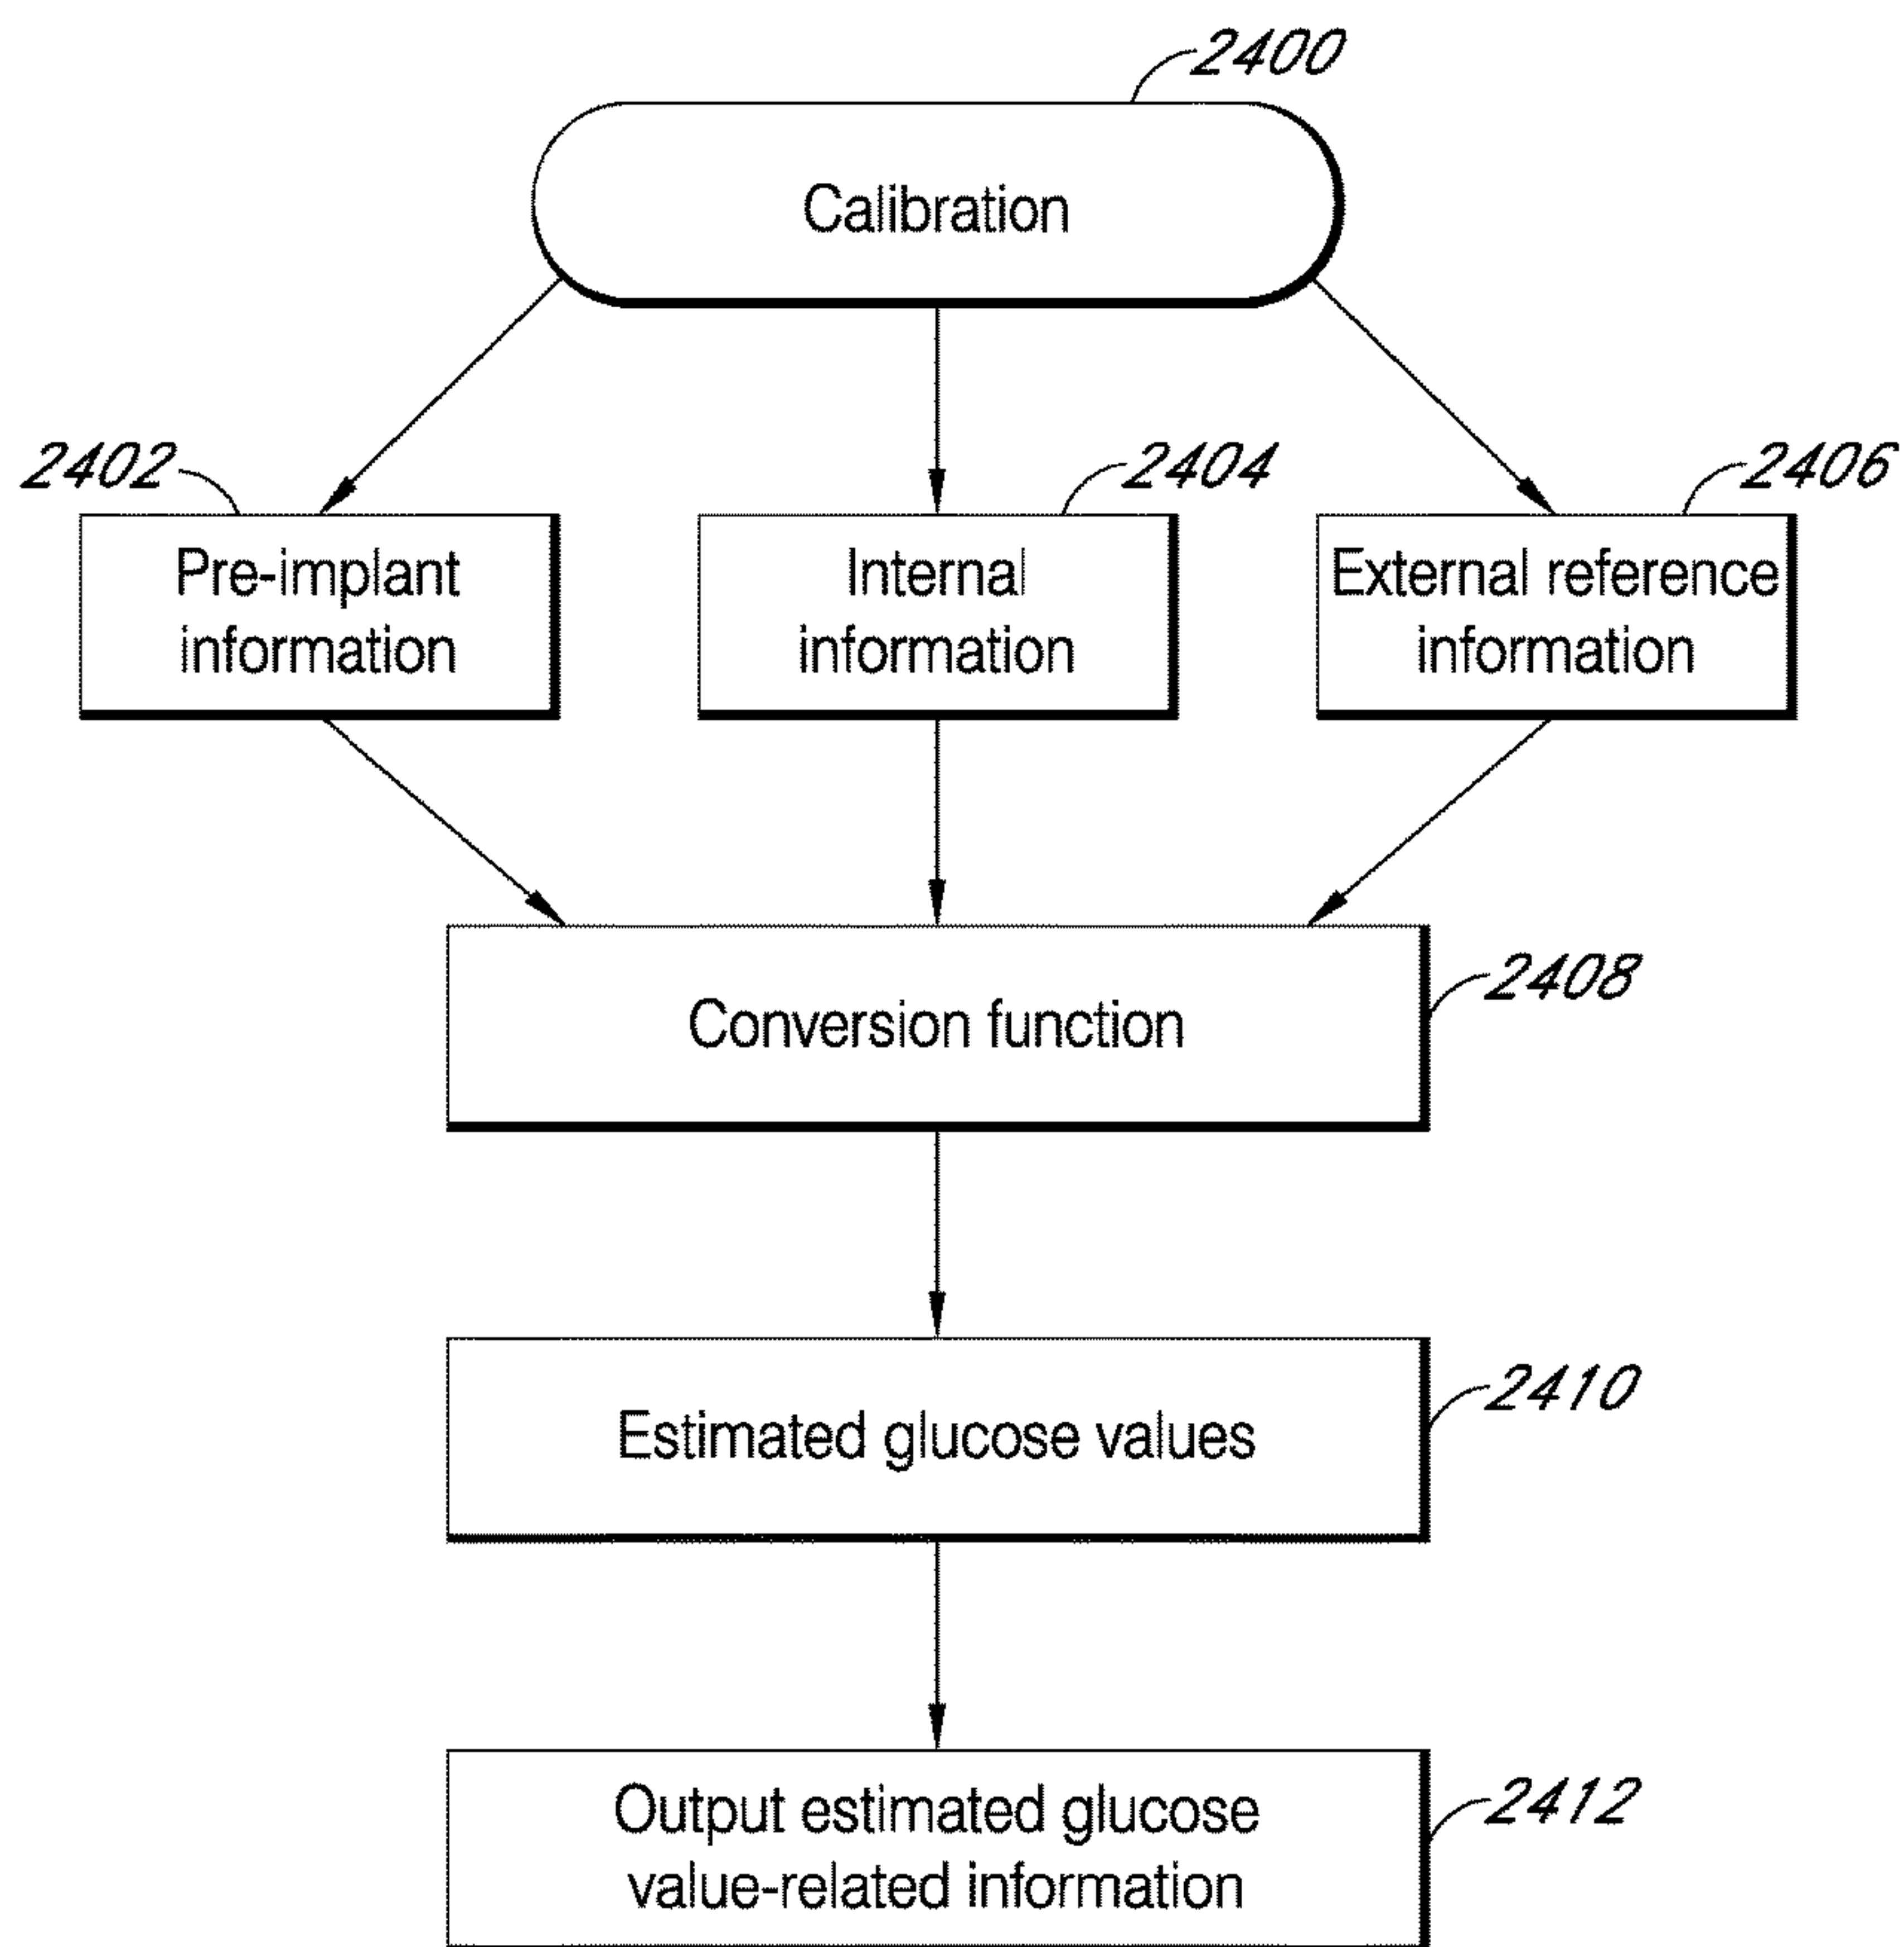 2400
Calibration
2402
2404
2406
Pre-implant
information
Internal
information
External reference
information
2408
Conversion function
2410
Estimated glucose values
2412
Output estimated glucose
value-related information